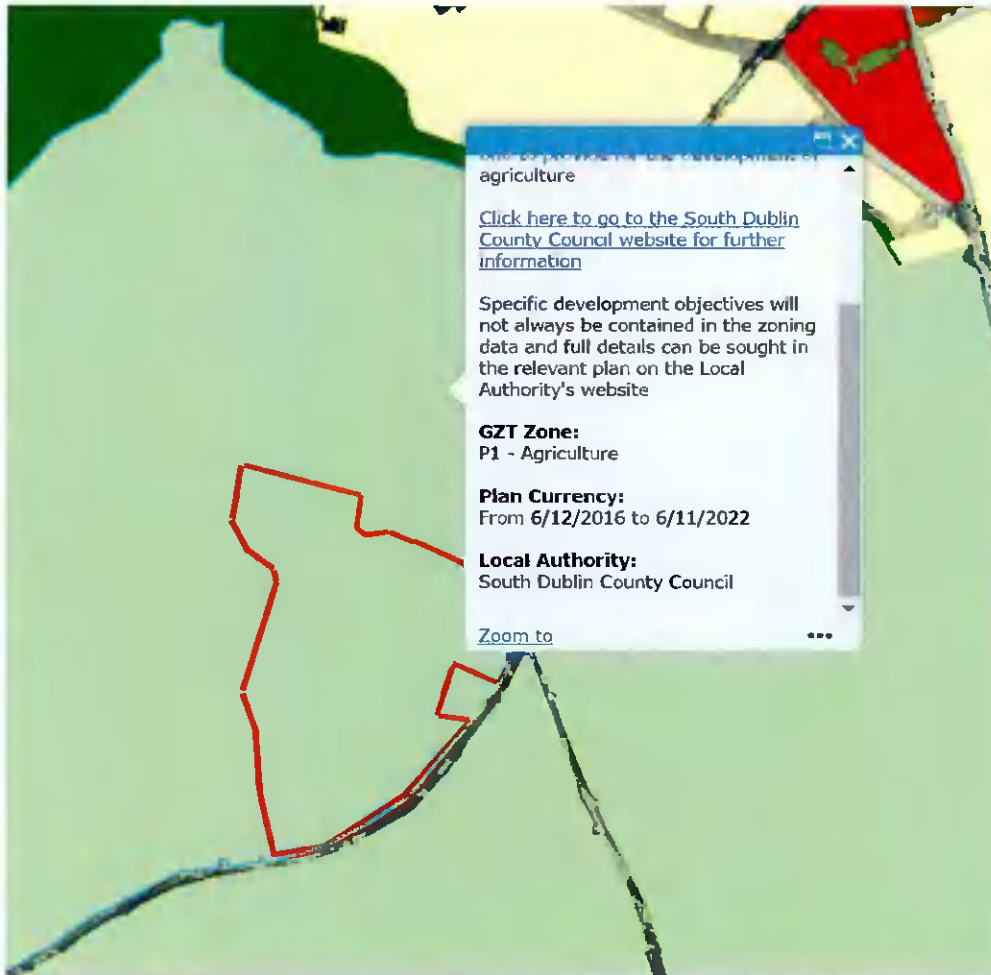 agriculture
Click here to go to the South Dublin
County Council website for further
information
Specific development objectives will
not always be contained in the zoning
data and full details can be sought in
the relevant plan on the Local
Authority's website
GZT Zone:
P1 - Agriculture
Plan Currency:
From 6/12/2016 to 6/11/2022
Local Authority:
South Dublin County Council
Zoom to